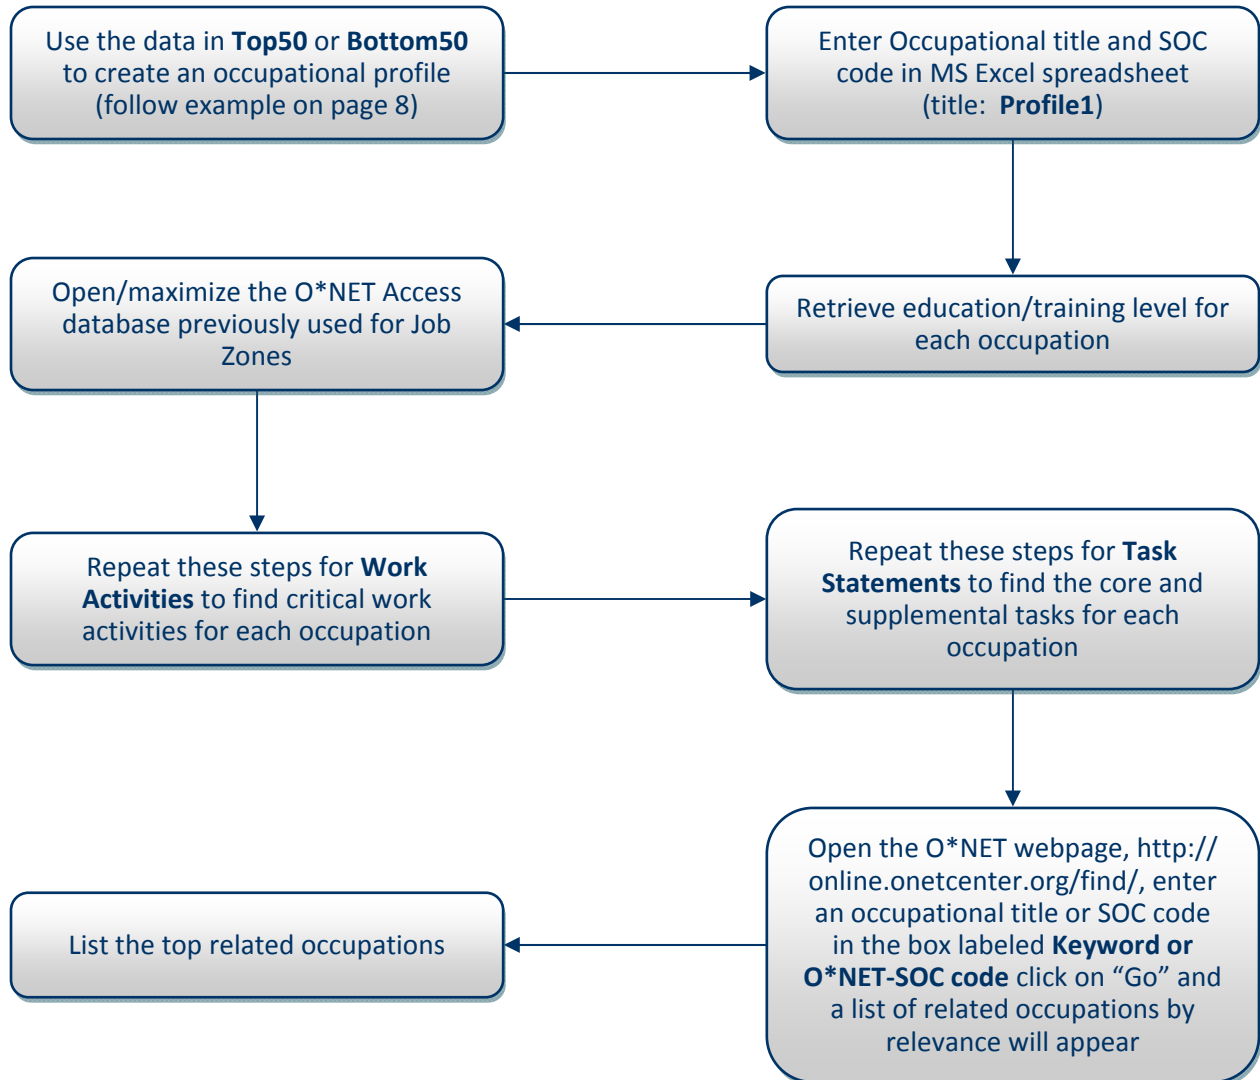 Use the data in Top50 or Bottom50
to create an occupational profile
(follow example on page 8)
Enter Occupational title and SOC
code in MS Excel spreadsheet
(title:  Profile1)
Retrieve education/training level for
each occupation
Open/maximize the O*NET Access
database previously used for Job
Zones
Repeat these steps for Work
Activities to find critical work
activities for each occupation
Repeat these steps for Task
Statements to find the core and
supplemental tasks for each
occupation
Open the O*NET webpage, http://
online.onetcenter.org/find/, enter
an occupational title or SOC code
in the box labeled Keyword or
O*NET-SOC code click on “Go” and
a list of related occupations by
relevance will appear
List the top related occupations